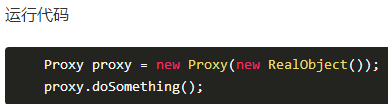 运行代码
Proxy proxy = new Proxy(new RealObject());
proxy.doSomething();